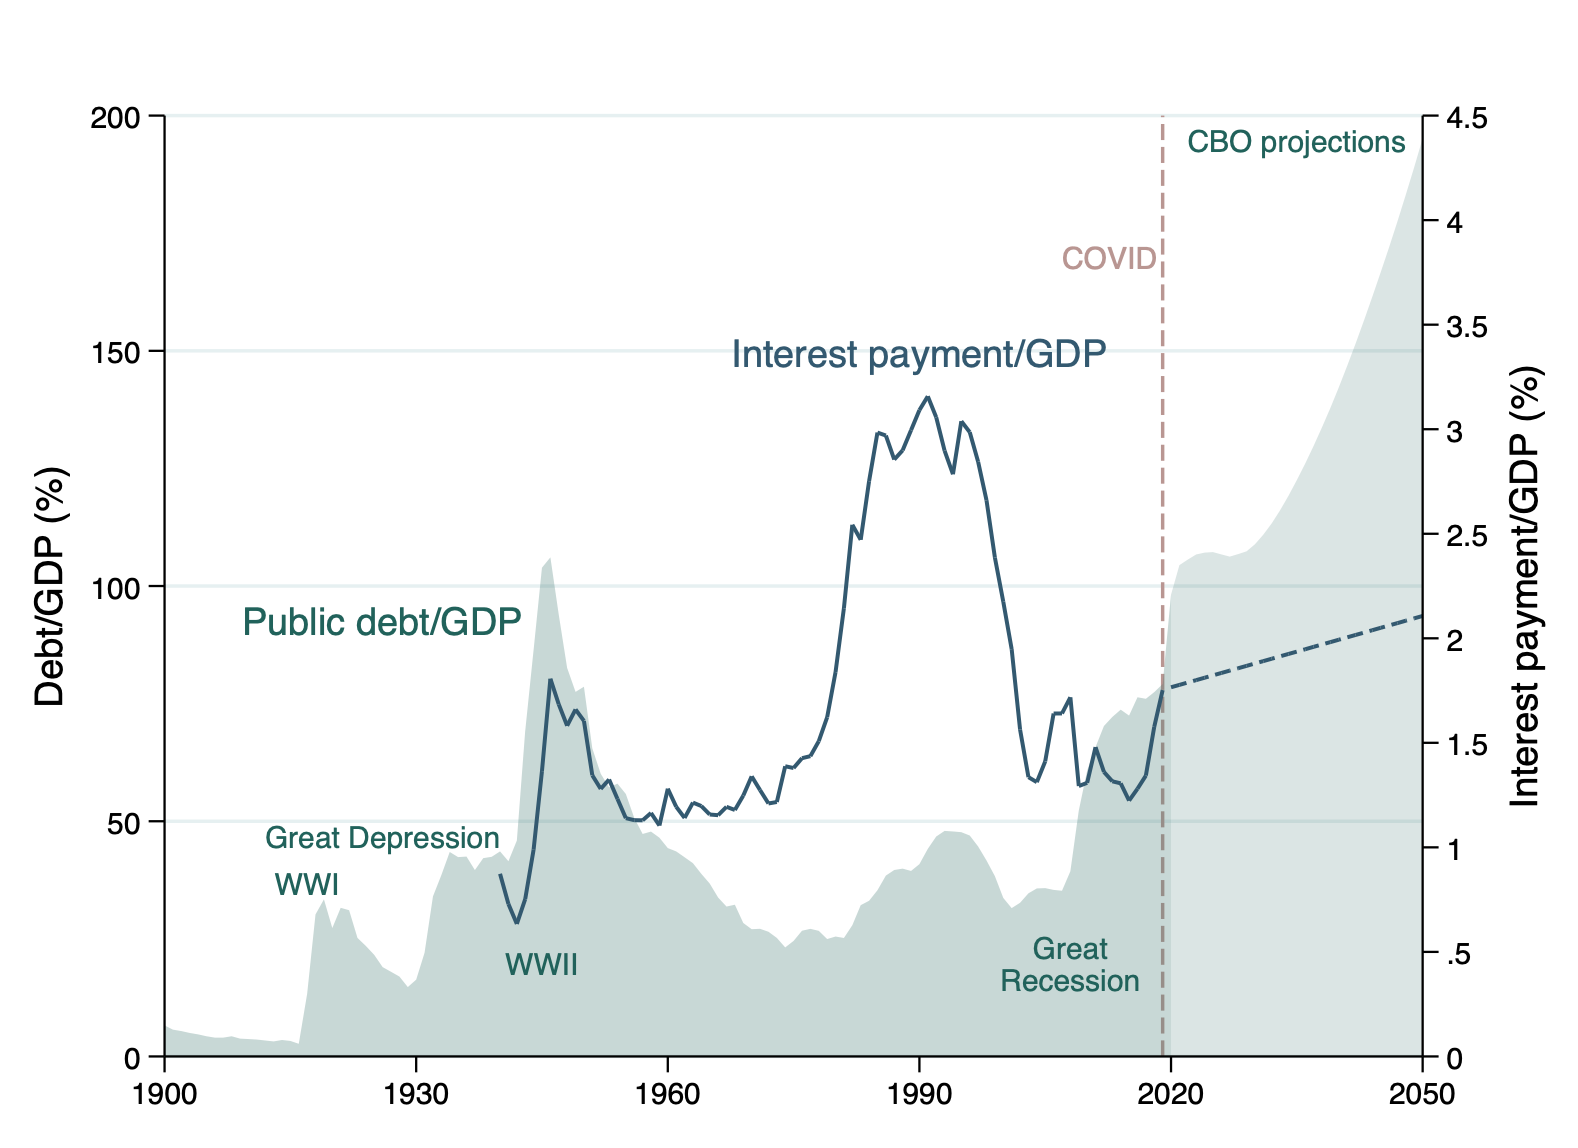 200
150
100
50
0
Debt/GDP (%)
4.5
4
3.5
3
2.5
2
1.5
1
.5
0
Interest payment/GDP (%)
1900
1930
1960
1990
2020
2050
CBO projections
COVID
Interest payment/GDP
Public debt/GDP
Great Depression
WWI
WWII
Great
Recession